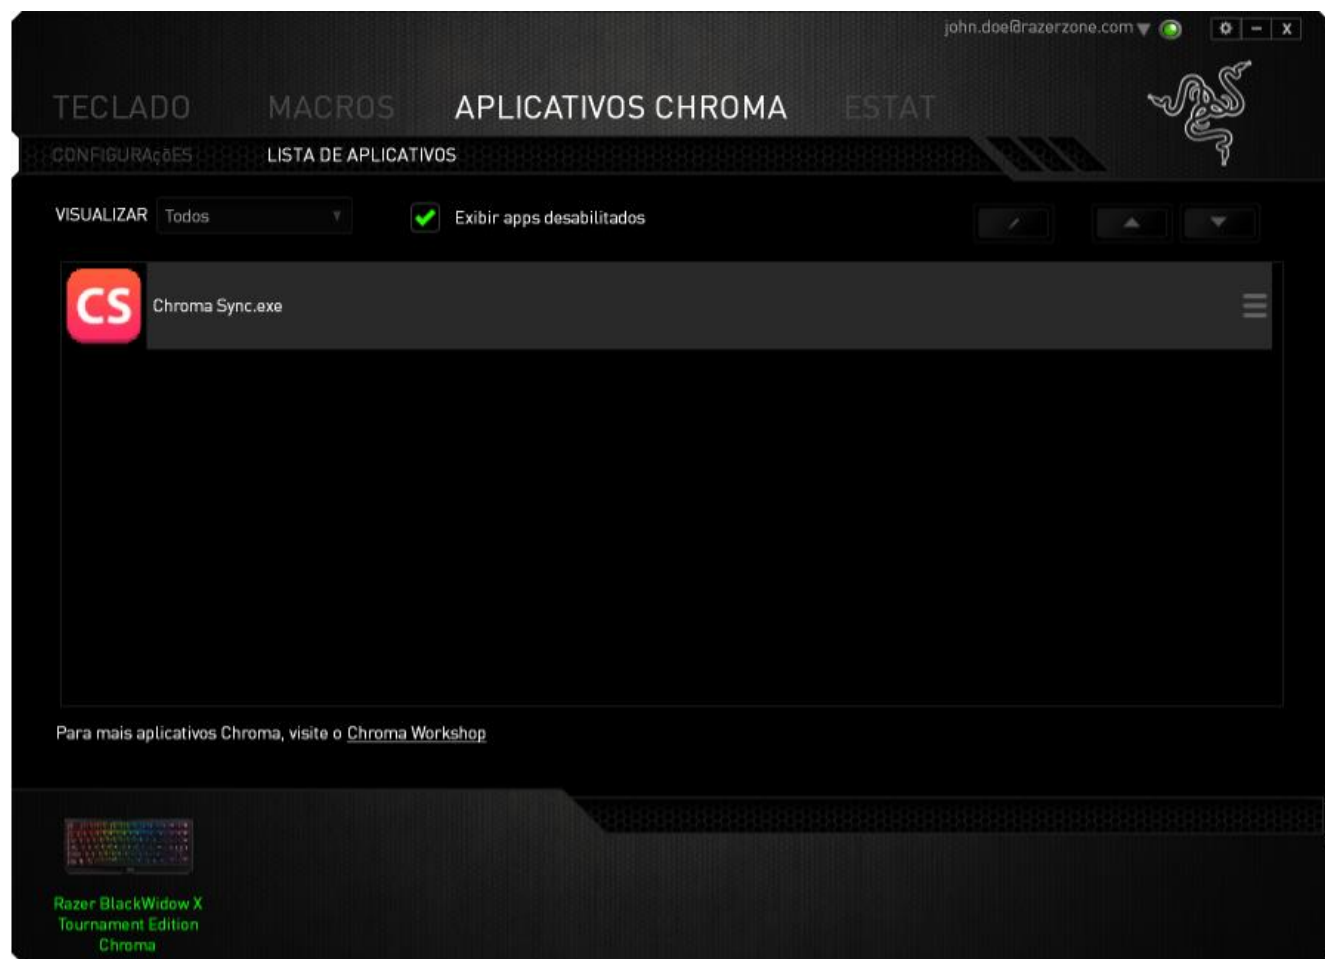 john.doe@razerzone.com
X
TECLADO MACROS APLICATIVOS CHROMA ESTAT
CONFIGURAçõES LISTA DE APLICATIVOS
VISUALIZAR Todos Exibir apps desabilitados
CS Chroma Sync.exe
Para mais aplicativos Chroma, visite o Chroma Workshop
Razer BlackWidow X
Tournament Edition
Chroma